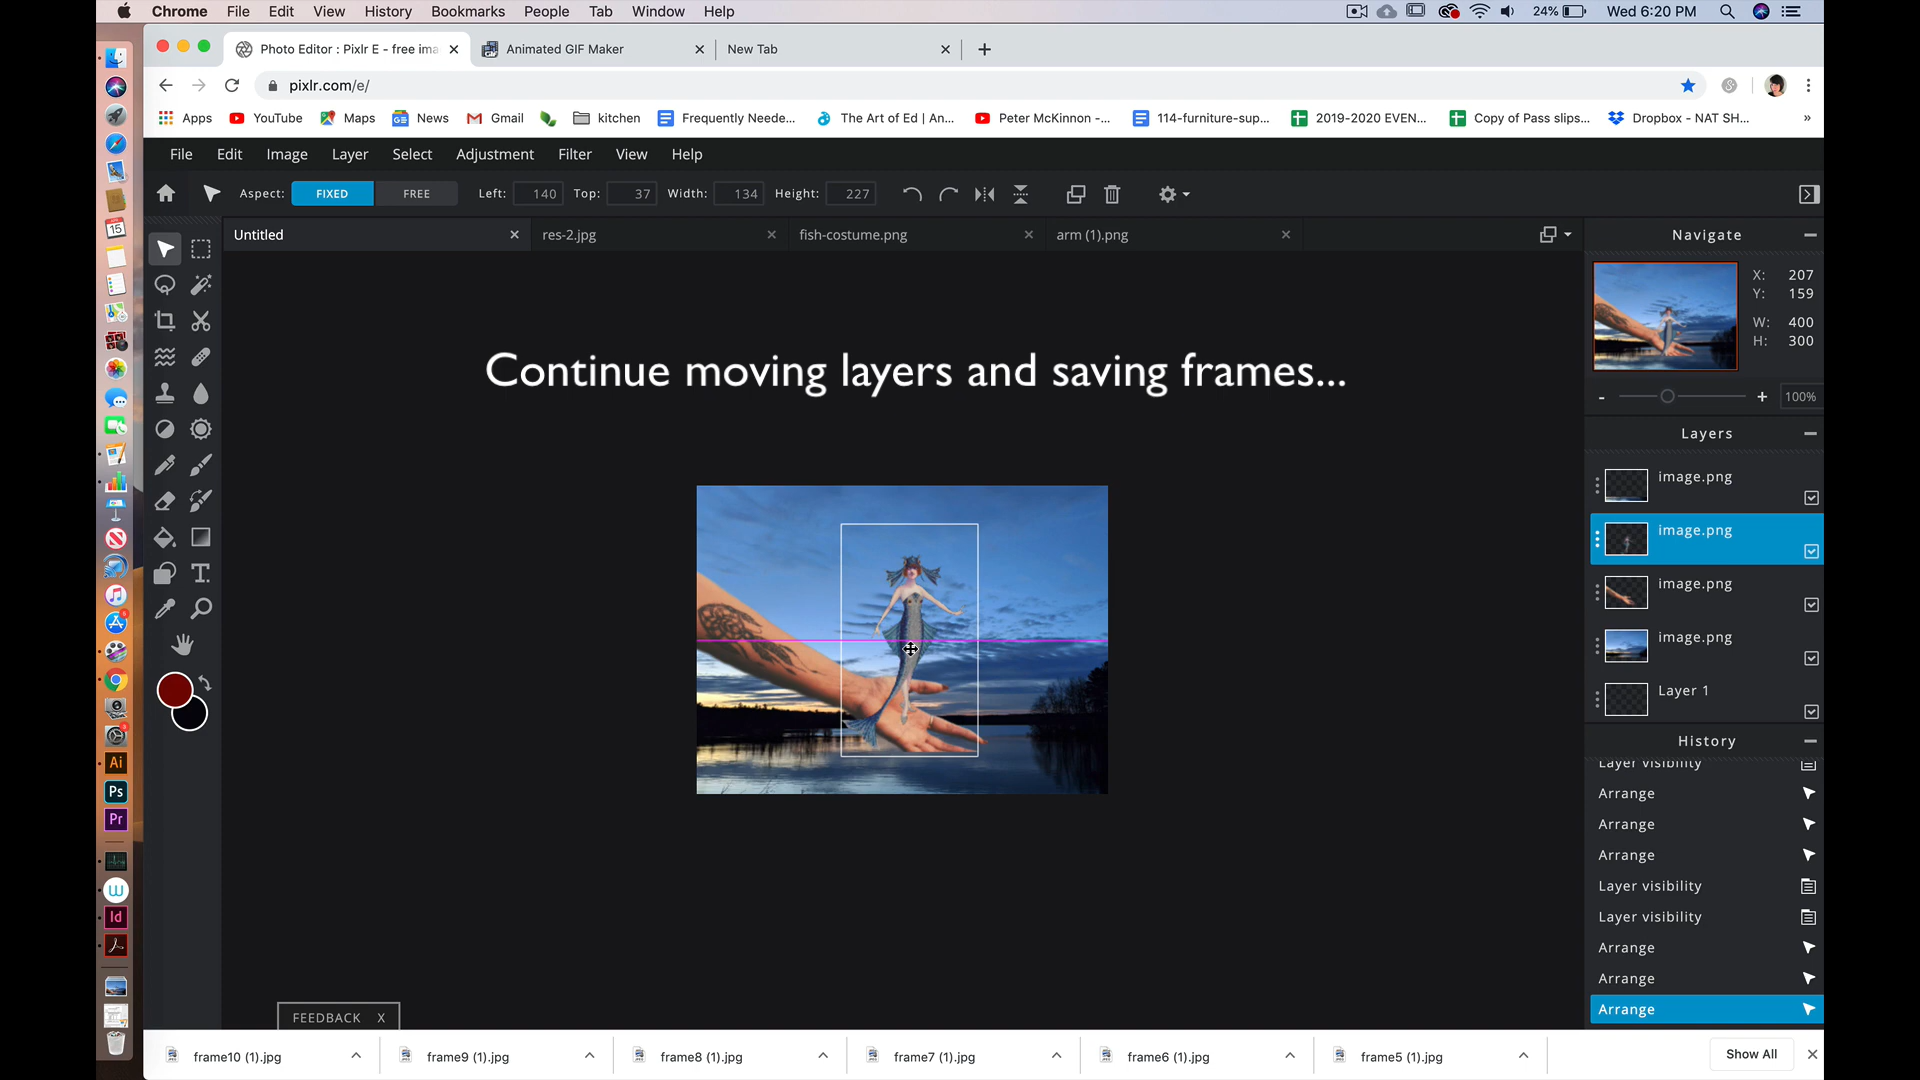 Chrome File Edit View History Bookmarks People Tab Window Help 24% Wed 6:20 PM
Photo Editor : Pixlr E - free ima Animated GIF Maker New Tab
pixlr.com/e/
Apps YouTube Maps News Gmail kitchen Frequently Neede... The Art of Ed | An... Peter McKinnon -... 114-furniture-sup... 2019-2020 EVEN... Copy of Pass slips... Dropbox - NAT SH... »
File Edit Image Layer Select Adjustment Filter View Help
Aspect: FIXED FREE Left: 140 Top: 37 Width: 134 Height: 227
Untitled res-2.jpg fish-costume.png arm (1).png
Navigate
X: 207
Y: 159
W: 400
H: 300
- + 100%
Continue moving layers and saving frames...
Layers
image.png
image.png
image.png
image.png
Layer 1
History
Layer visibility
Arrange
Arrange
Arrange
Layer visibility
Layer visibility
Arrange
Arrange
Arrange
FEEDBACK X
frame10 (1).jpg frame9 (1).jpg frame8 (1).jpg frame7 (1).jpg frame6 (1).jpg frame5 (1).jpg Show All
15
Ai
Ps
Pr
W
Id